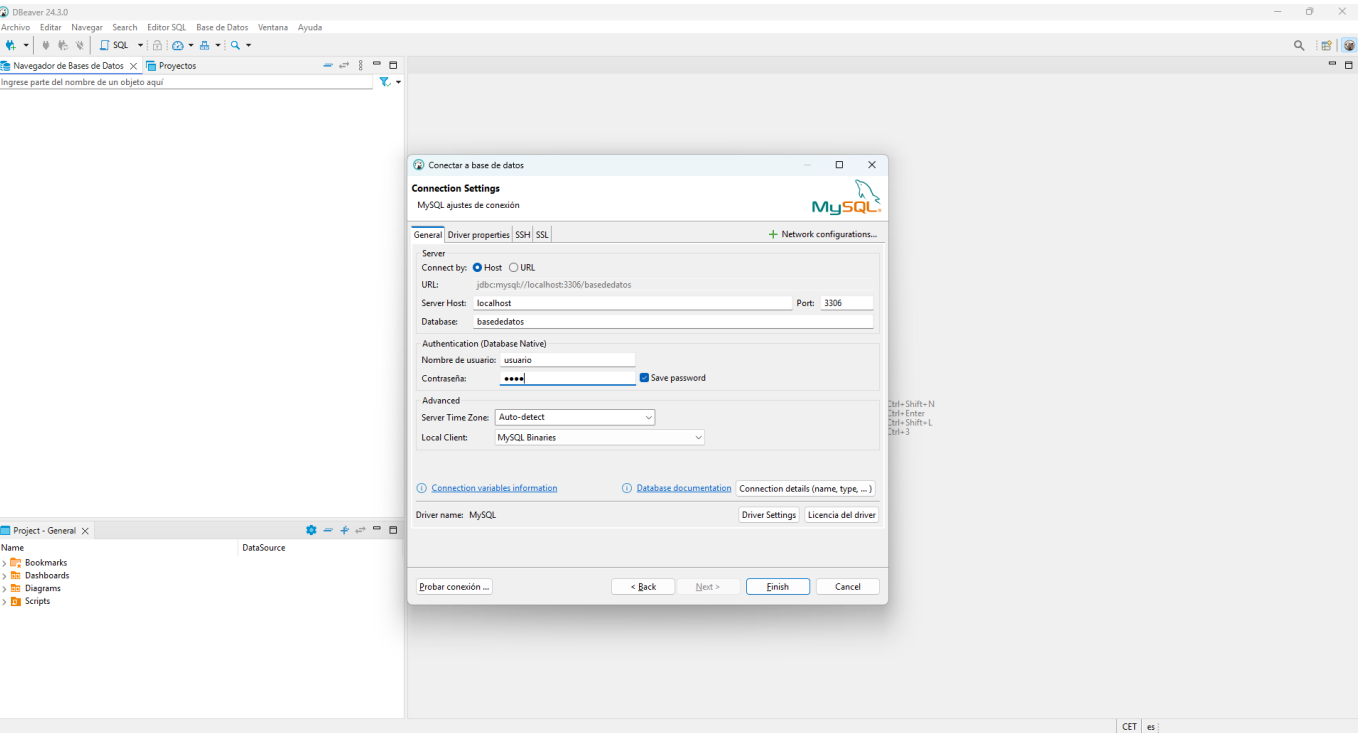 DBeaver 24.3.0
Archivo Editar Navegar Search Editor SQL Base de Datos Ventana Ayuda
SQL
Navegador de Bases de Datos Proyectos
Ingrese parte del nombre de un objeto aquí
Conectar a base de datos
Connection Settings
MySQL ajustes de conexión
MySQL
General Driver properties SSH SSL Network configurations...
Server
Connect by: Host URL
URL: jdbc:mysql://localhost:3306/basededatos
Server Host: localhost Port: 3306
Database: basededatos
Authentication (Database Native)
Nombre de usuario: usuario
Contraseña: •••• Save password
Advanced
Server Time Zone: Auto-detect
Local Client: MySQL Binaries
Ctrl+Shift+N
Ctrl+Enter
Ctrl+Shift+L
Ctrl+3
Connection variables information Database documentation Connection details (name, type, ... )
Driver name: MySQL Driver Settings Licencia del driver
Probar conexión ... < Back Next > Finish Cancel
Project - General
Name DataSource
Bookmarks
Dashboards
Diagrams
Scripts
CET es